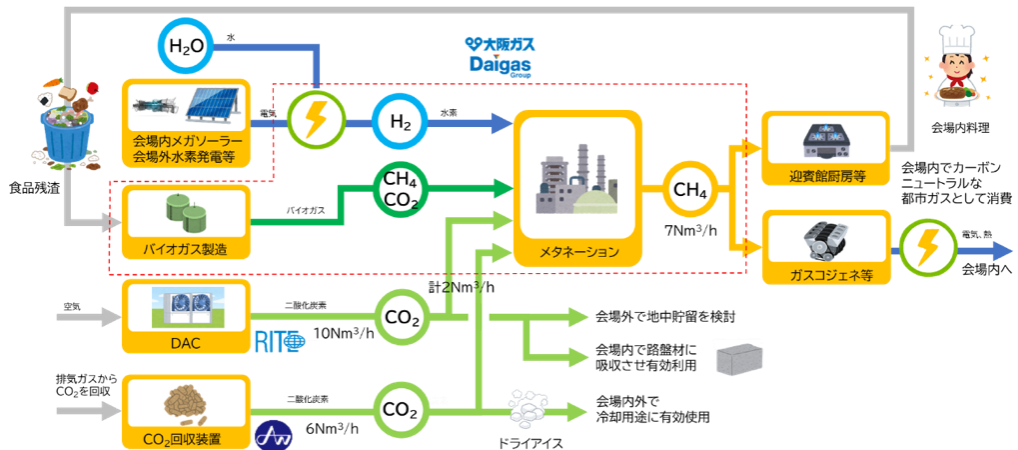 H₂O
水
大阪ガス
Daigas
Group
会場内メガソーラー
会場外水素発電等
電気
H₂
水素
食品残渣
バイオガス製造
バイオガス
CH₄
CO₂
メタネーション
CH₄
7Nm³/h
迎賓館厨房等
会場内料理
会場内でカーボン
ニュートラルな
都市ガスとして消費
ガスコジェネ等
電気、熱
会場内へ
空気
DAC
二酸化炭素
RITE
10Nm³/h
CO₂
計2Nm³/h
会場外で地中貯留を検討
会場内で路盤材に
吸収させ有効利用
排気ガスから
CO₂を回収
CO₂回収装置
二酸化炭素
6Nm³/h
CO₂
ドライアイス
会場内外で
冷却用途に有効使用